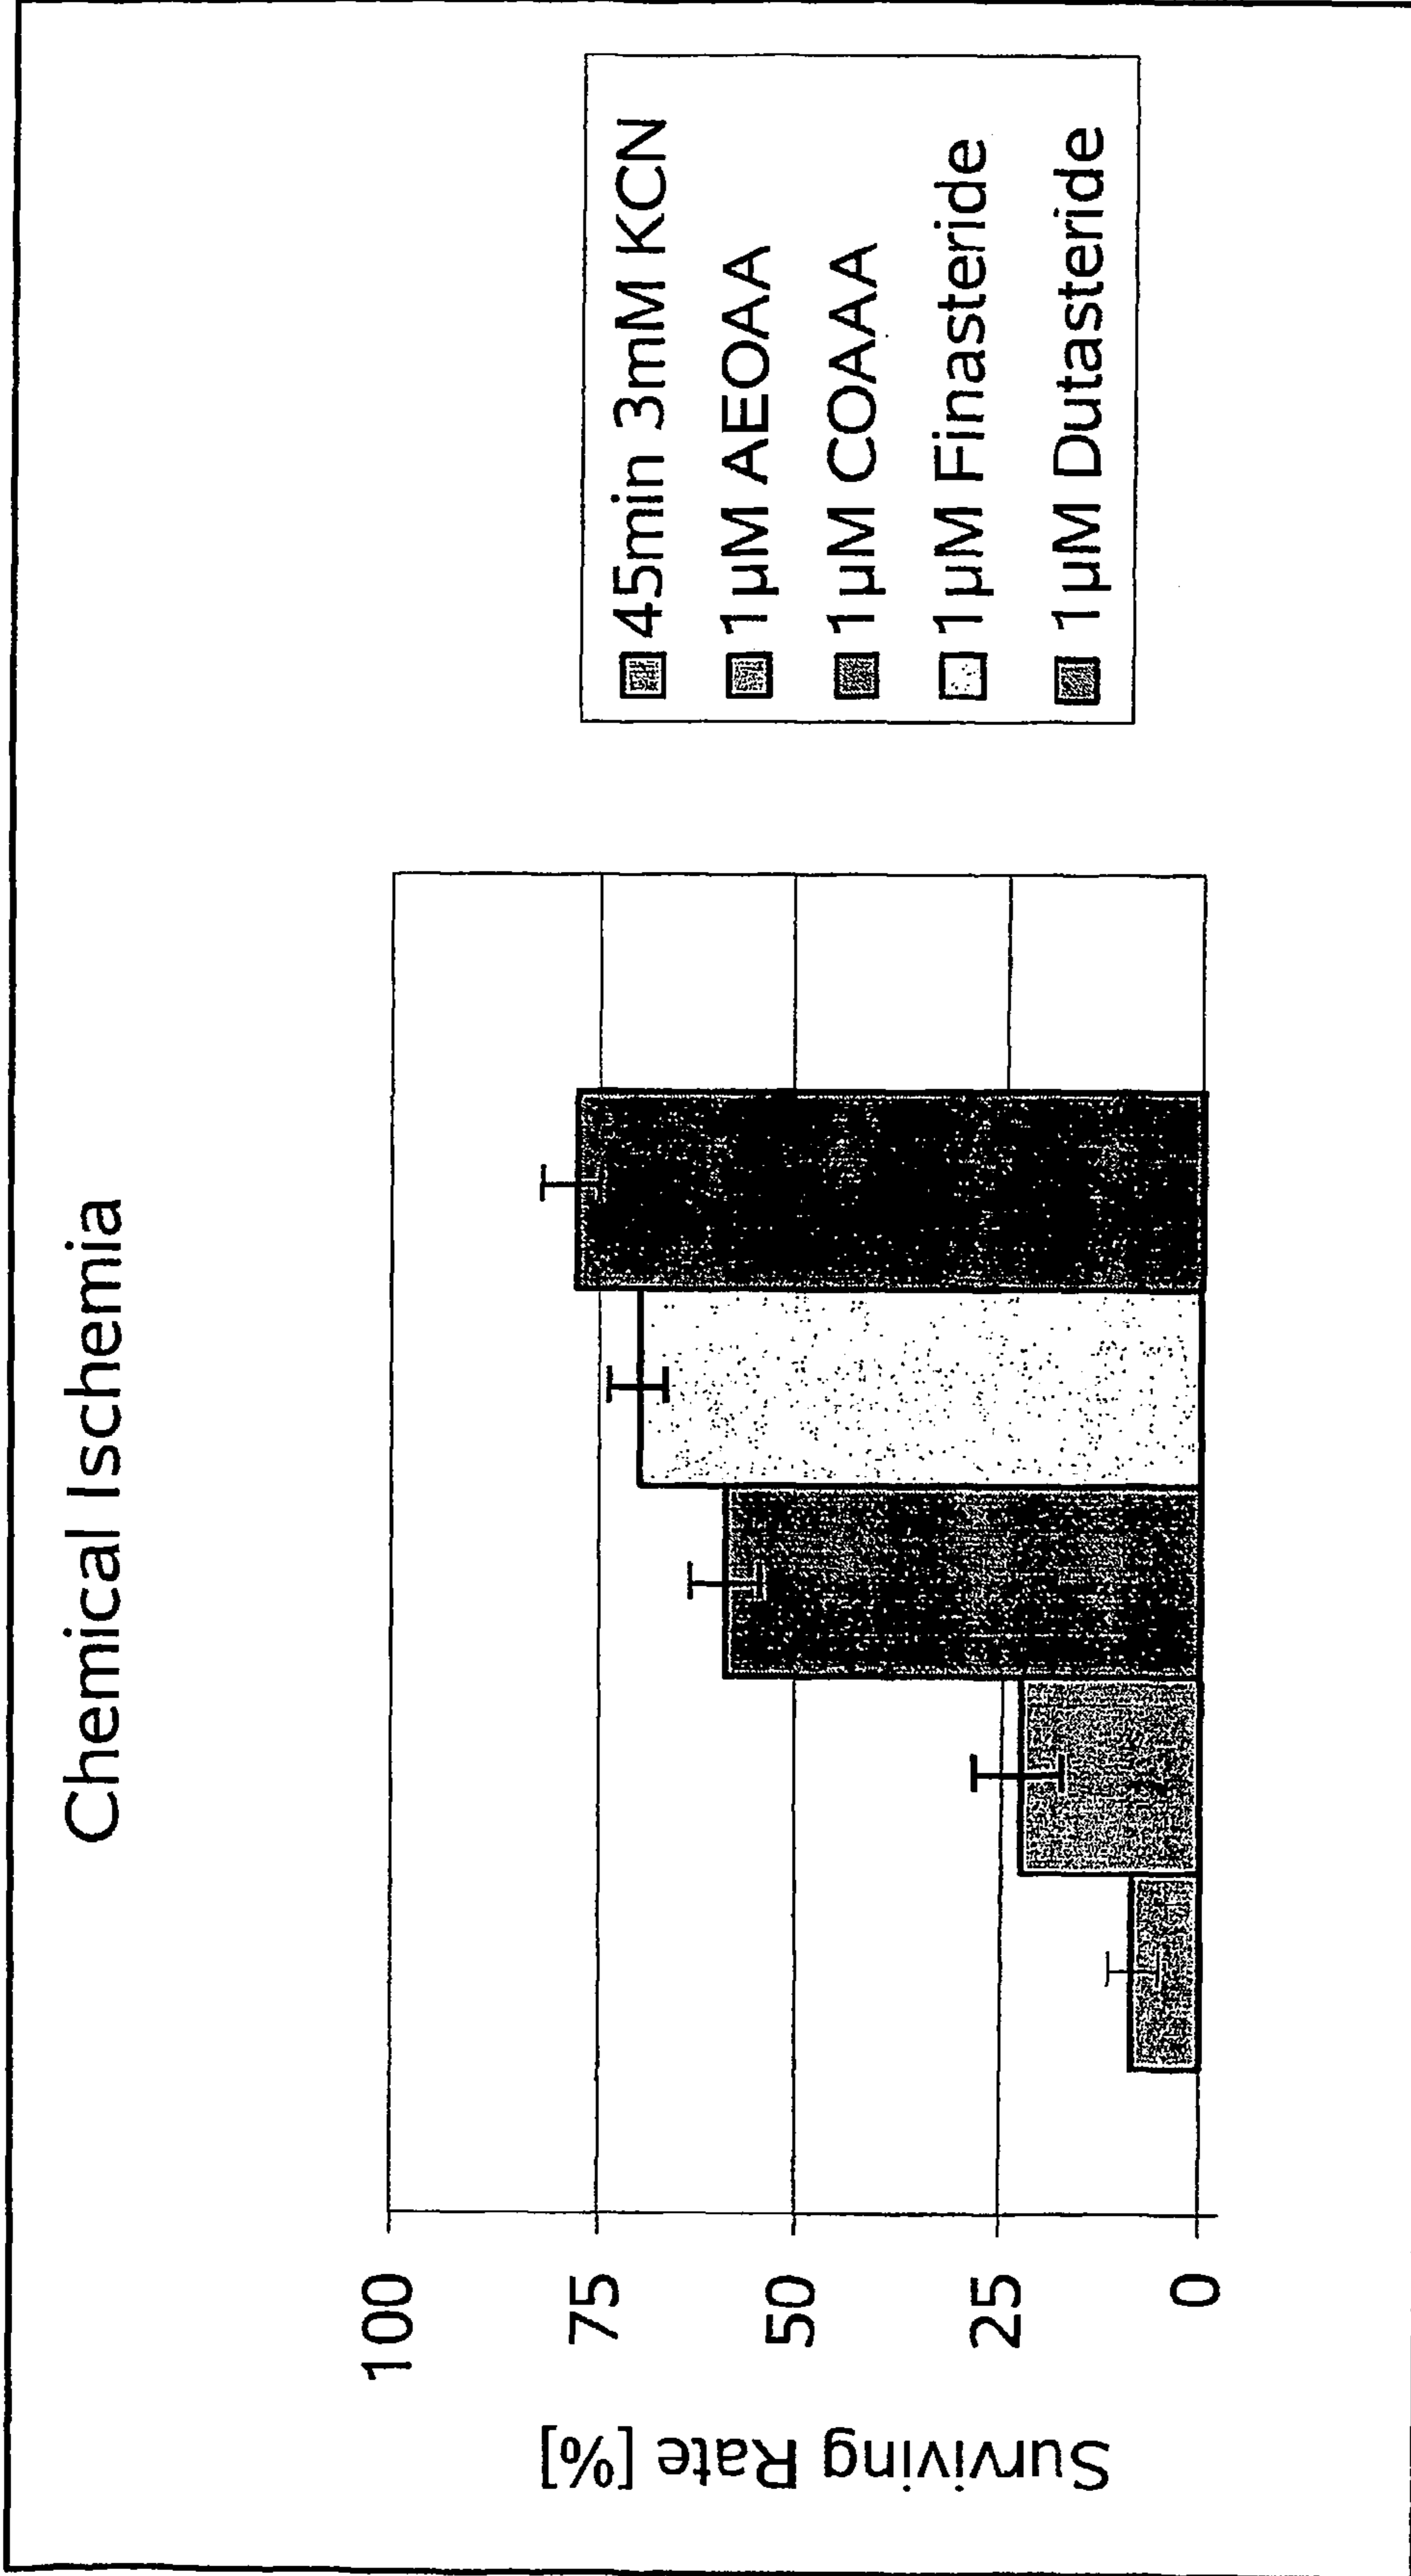 Chemical Ischemia
Surviving Rate [%]
100
75
50
25
0
45min 3mM KCN
1µM AEOAA
1µM COAAA
1µM Finasteride
1µM Dutasteride